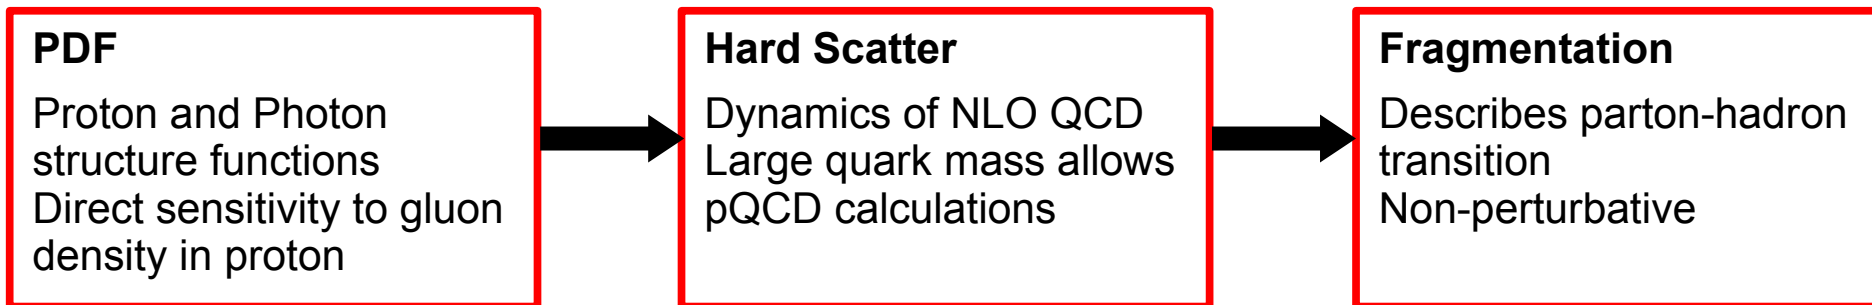 PDF
Proton and Photon
structure functions
Direct sensitivity to gluon
density in proton
Hard Scatter
Dynamics of NLO QCD
Large quark mass allows
pQCD calculations
Fragmentation
Describes parton-hadron
transition
Non-perturbative